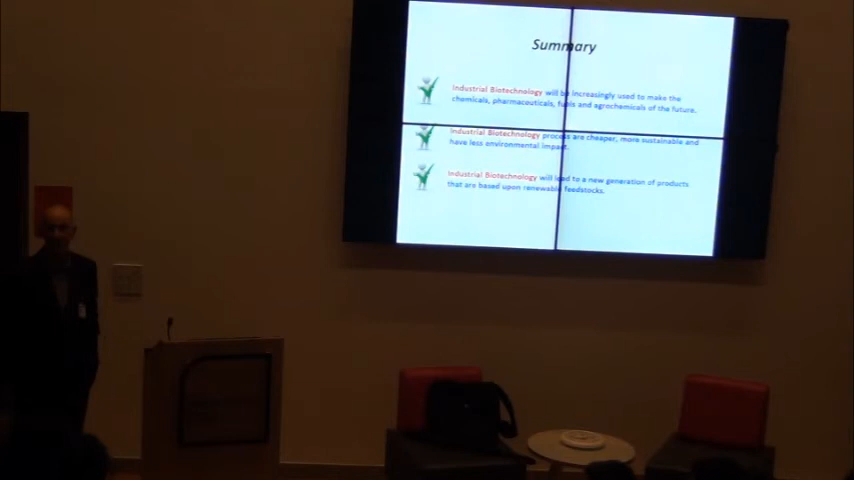 Summary
Industrial Biotechnology will be increasingly used to make the
chemicals, pharmaceuticals, fuels and agrochemicals of the future.
Industrial Biotechnology process are cheaper, more sustainable and
have less environmental impact.
Industrial Biotechnology will lead to a new generation of products
that are based upon renewable feedstocks.